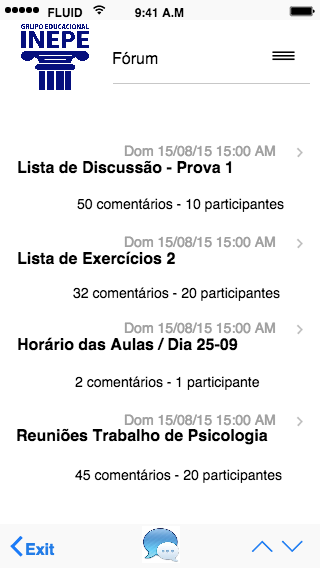 FLUID 9:41 A.M
GRUPO EDUCACIONAL
INEPE
Fórum
Dom 15/08/15 15:00 AM
Lista de Discussão - Prova 1
50 comentários - 10 participantes
Dom 15/08/15 15:00 AM
Lista de Exercícios 2
32 comentários - 20 participantes
Dom 15/08/15 15:00 AM
Horário das Aulas / Dia 25-09
2 comentários - 1 participante
Dom 15/08/15 15:00 AM
Reuniões Trabalho de Psicologia
45 comentários - 20 participantes
Exit